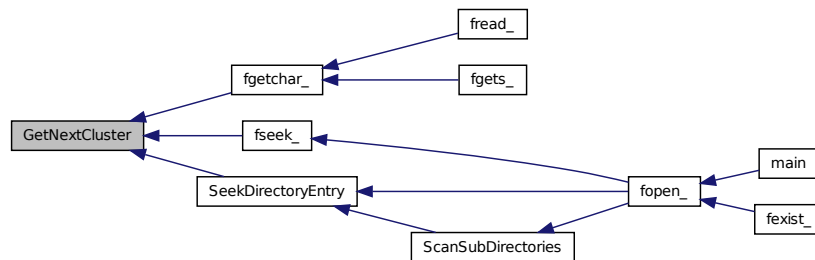 fread_
fgetchar_
fgets_
GetNextCluster
fseek_
main
SeekDirectoryEntry
fopen_
fexist_
ScanSubDirectories